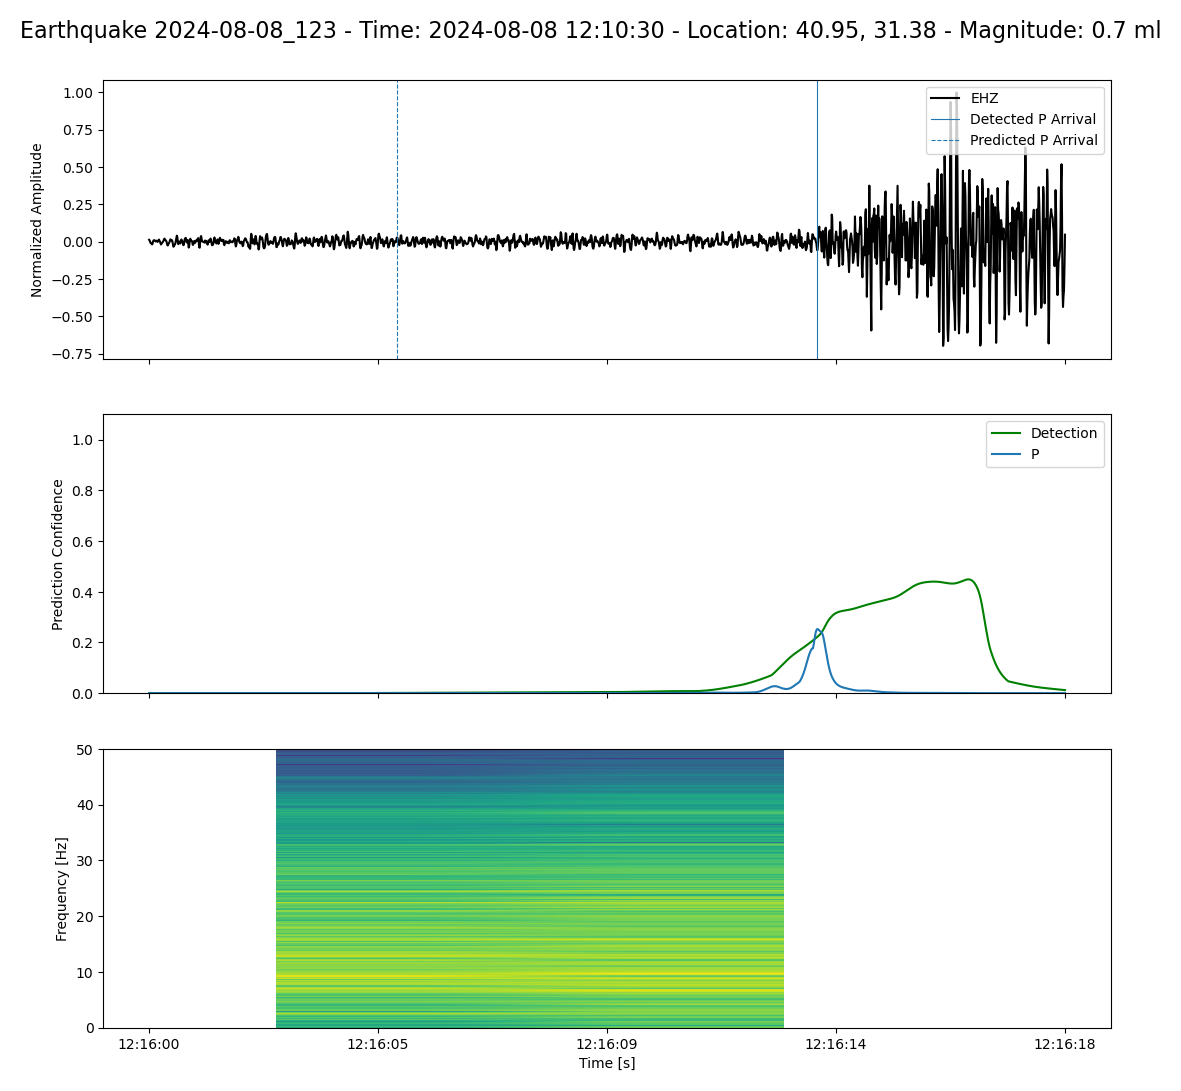 Earthquake 2024-08-08_123 - Time: 2024-08-08 12:10:30 - Location: 40.95, 31.38 - Magnitude: 0.7 ml
1.00
0.75
0.50
0.25
0.00
−0.25
−0.50
−0.75
Normalized Amplitude
EHZ
Detected P Arrival
Predicted P Arrival
1.0
0.8
0.6
0.4
0.2
0.0
Prediction Confidence
Detection
P
50
40
30
20
10
0
Frequency [Hz]
12:16:00 12:16:05 12:16:09 12:16:14 12:16:18
Time [s]